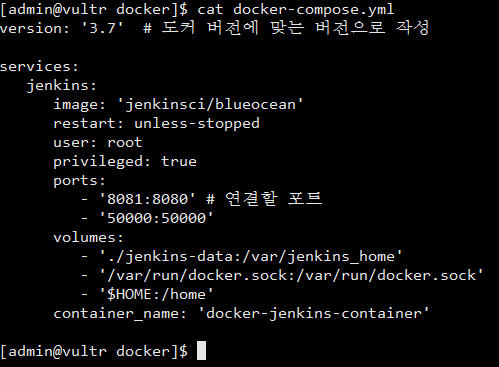 [admin@vultr docker]$ cat docker-compose.yml
version: '3.7'  # 도커 버전에 맞는 버전으로 작성

services:
   jenkins:
      image: 'jenkinsci/blueocean'
      restart: unless-stopped
      user: root
      privileged: true
      ports:
         - '8081:8080' # 연결할 포트
         - '50000:50000'
      volumes:
         - './jenkins-data:/var/jenkins_home'
         - '/var/run/docker.sock:/var/run/docker.sock'
         - '$HOME:/home'
      container_name: 'docker-jenkins-container'

[admin@vultr docker]$